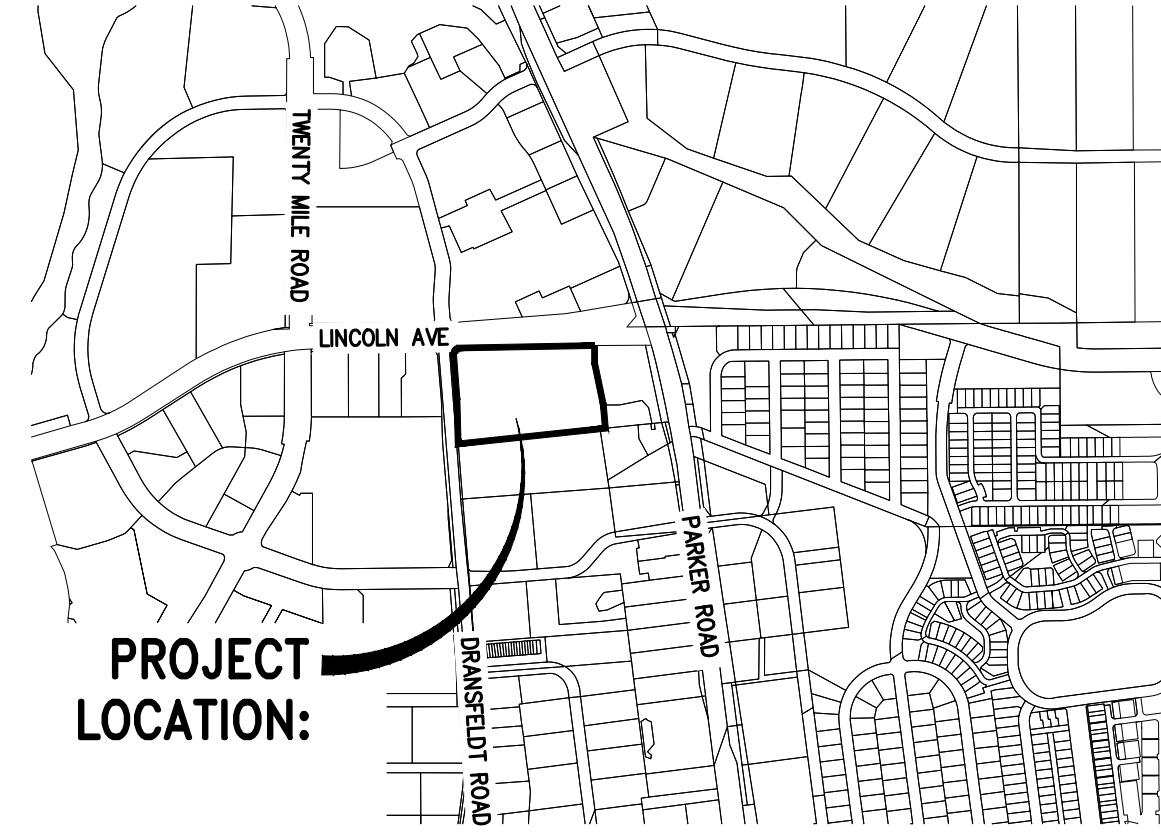 TWENTY MILE ROAD
LINCOLN AVE
PARKER ROAD
PROJECT
LOCATION:
DRANSFELDT ROAD